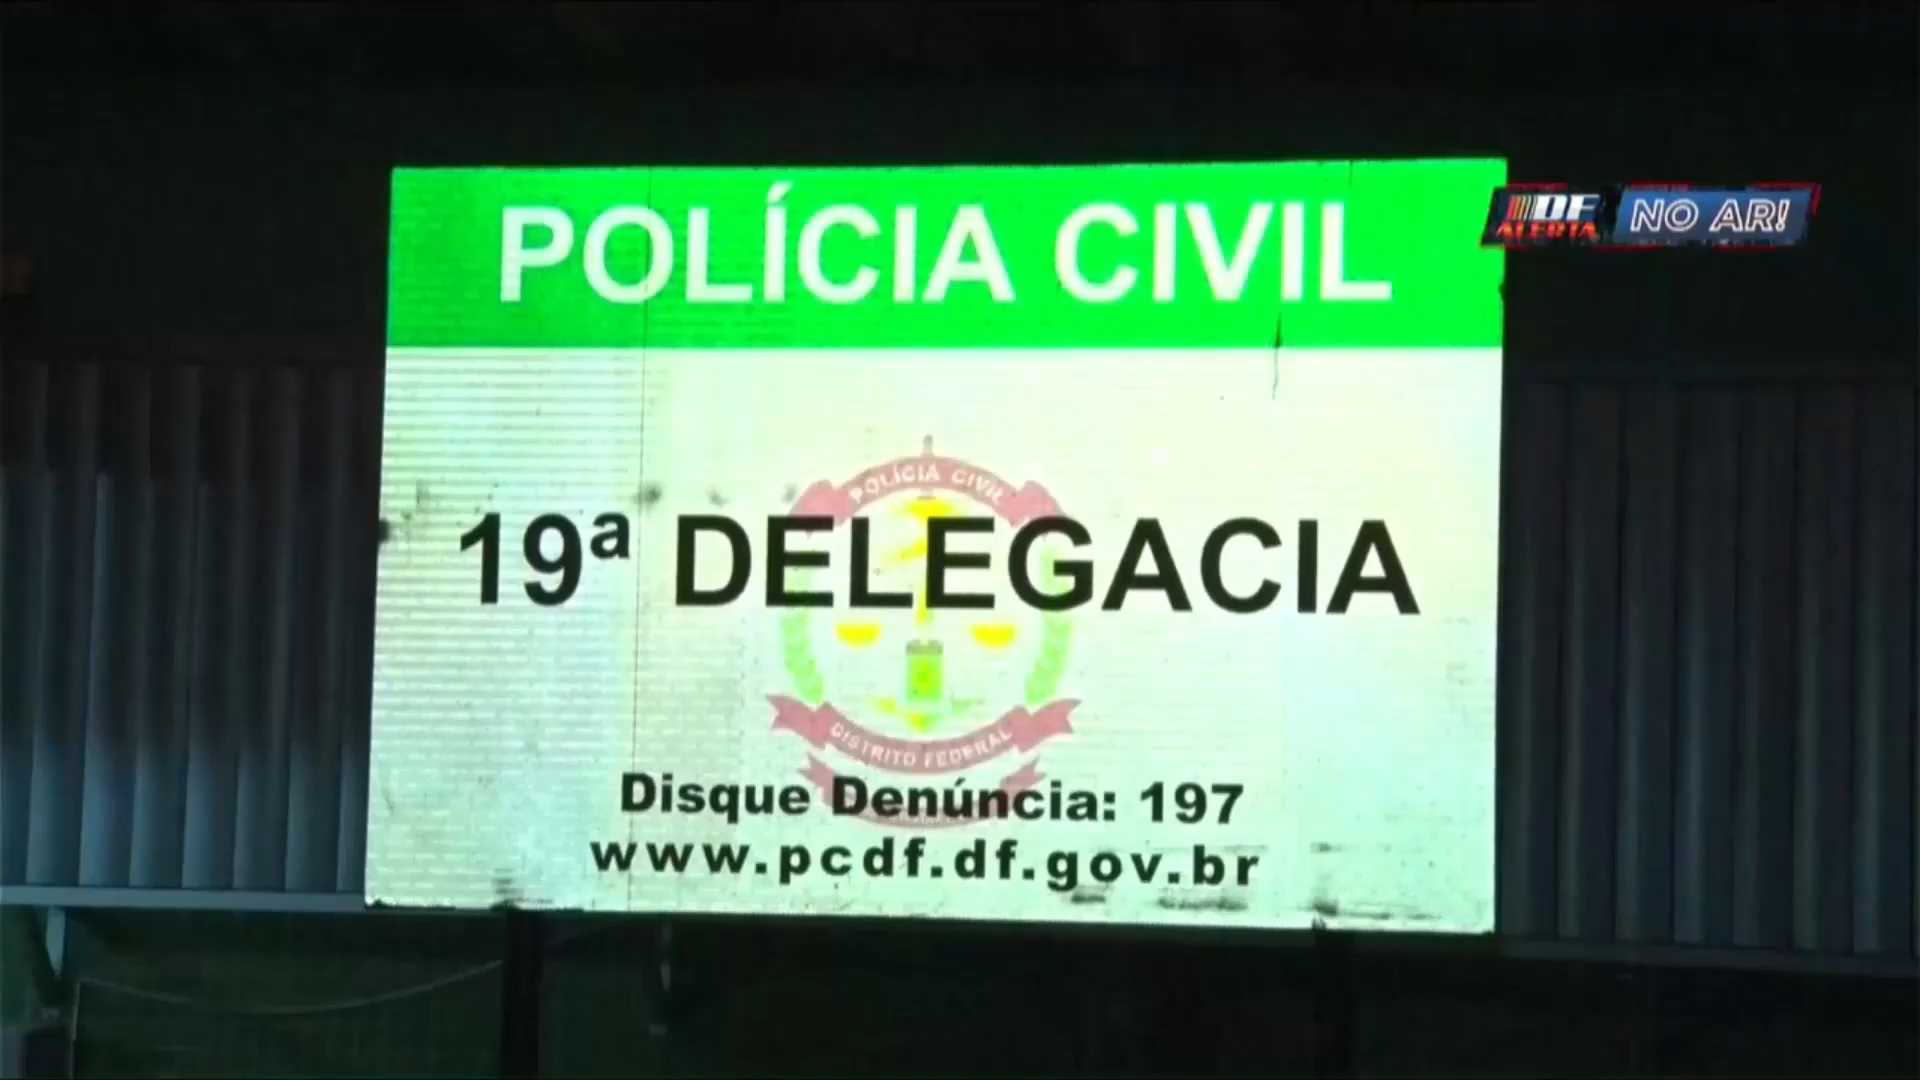 POLÍCIA CIVIL
DF ALERTA NO AR!
POLÍCIA CIVIL
19ª DELEGACIA
DISTRITO FEDERAL
Disque Denúncia: 197
www.pcdf.df.gov.br